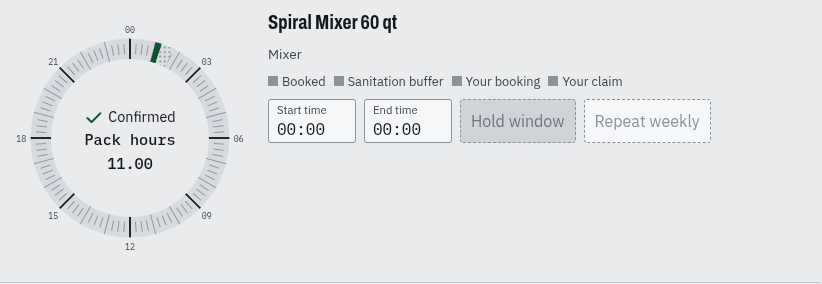 00
03
06
09
12
15
18
21
Confirmed
Pack hours
11.00
Spiral Mixer 60 qt
Mixer
Booked
Sanitation buffer
Your booking
Your claim
Start time
00:00
End time
00:00
Hold window
Repeat weekly